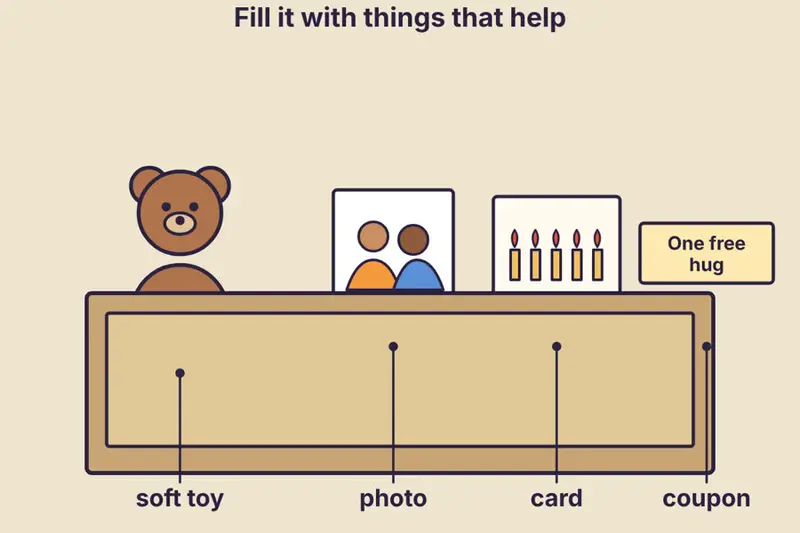 Fill it with things that help
One free
hug
soft toy
photo
card
coupon